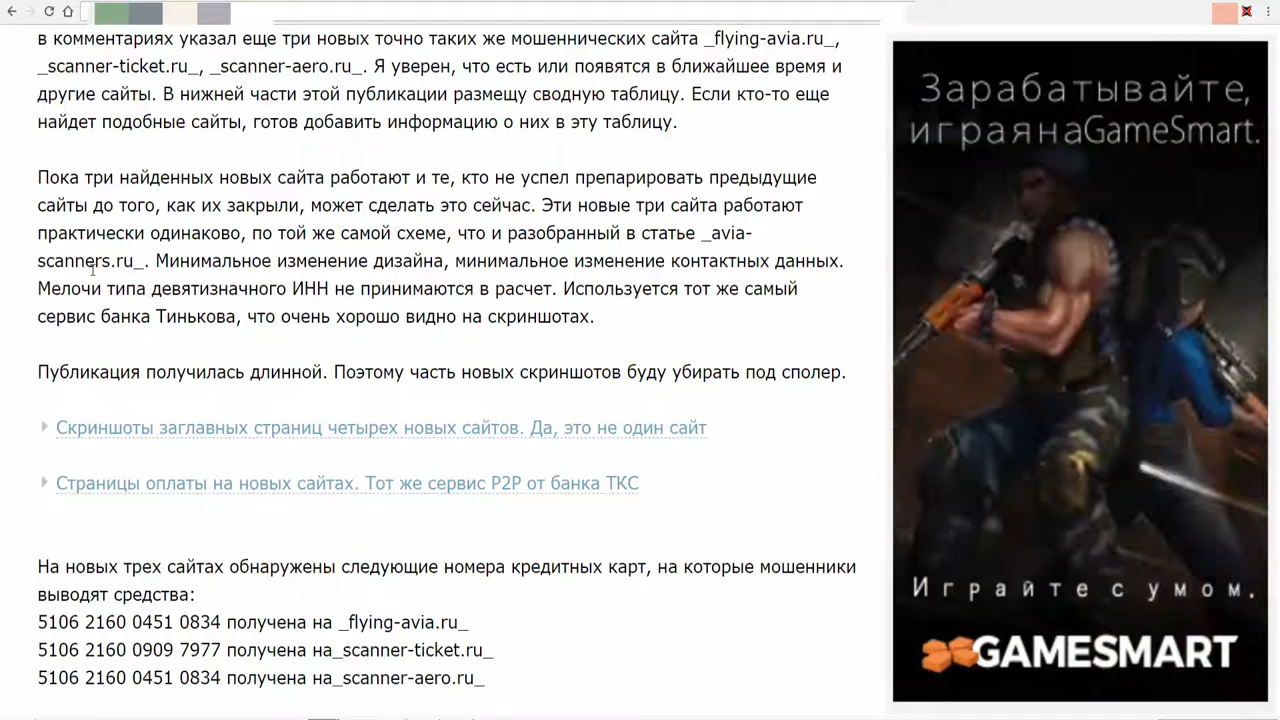 в комментариях указал еще три новых точно таких же мошеннических сайта _flying-avia.ru_,
_scanner-ticket.ru_, _scanner-aero.ru_. Я уверен, что есть или появятся в ближайшее время и
другие сайты. В нижней части этой публикации размещу сводную таблицу. Если кто-то еще
найдет подобные сайты, готов добавить информацию о них в эту таблицу.
Пока три найденных новых сайта работают и те, кто не успел препарировать предыдущие
сайты до того, как их закрыли, может сделать это сейчас. Эти новые три сайта работают
практически одинаково, по той же самой схеме, что и разобранный в статье _avia-
scanners.ru_. Минимальное изменение дизайна, минимальное изменение контактных данных.
Мелочи типа девятизначного ИНН не принимаются в расчет. Используется тот же самый
сервис банка Тинькова, что очень хорошо видно на скриншотах.
Публикация получилась длинной. Поэтому часть новых скриншотов буду убирать под сполер.
Скриншоты заглавных страниц четырех новых сайтов. Да, это не один сайт
Страницы оплаты на новых сайтах. Тот же сервис P2P от банка ТКС
На новых трех сайтах обнаружены следующие номера кредитных карт, на которые мошенники
выводят средства:
5106 2160 0451 0834 получена на _flying-avia.ru_
5106 2160 0909 7977 получена на_scanner-ticket.ru_
5106 2160 0451 0834 получена на_scanner-aero.ru_
Зарабатывайте,
играянаGameSmart.
Играйте с умом.
GAMESMART